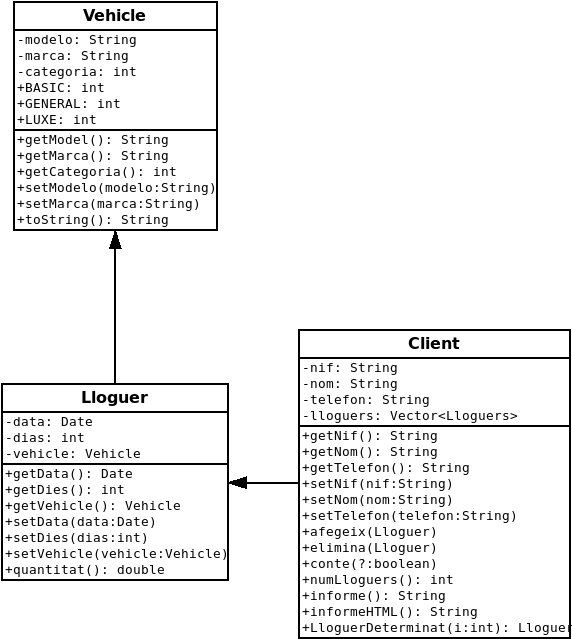 Vehicle
-modelo: String
-marca: String
-categoria: int
+BASIC: int
+GENERAL: int
+LUXE: int
+getModel(): String
+getMarca(): String
+getCategoria(): int
+setModelo(modelo:String)
+setMarca(marca:String)
+toString(): String
Lloguer
-data: Date
-dias: int
-vehicle: Vehicle
+getData(): Date
+getDies(): int
+getVehicle(): Vehicle
+setData(data:Date)
+setDies(dias:int)
+setVehicle(vehicle:Vehicle)
+quantitat(): double
Client
-nif: String
-nom: String
-telefon: String
-lloguers: Vector<Lloguers>
+getNif(): String
+getNom(): String
+getTelefon(): String
+setNif(nif:String)
+setNom(nom:String)
+setTelefon(telefon:String)
+afegeix(Lloguer)
+elimina(Lloguer)
+conte(?:boolean)
+numLloguers(): int
+informe(): String
+informeHTML(): String
+LloguerDeterminat(i:int): Lloguer